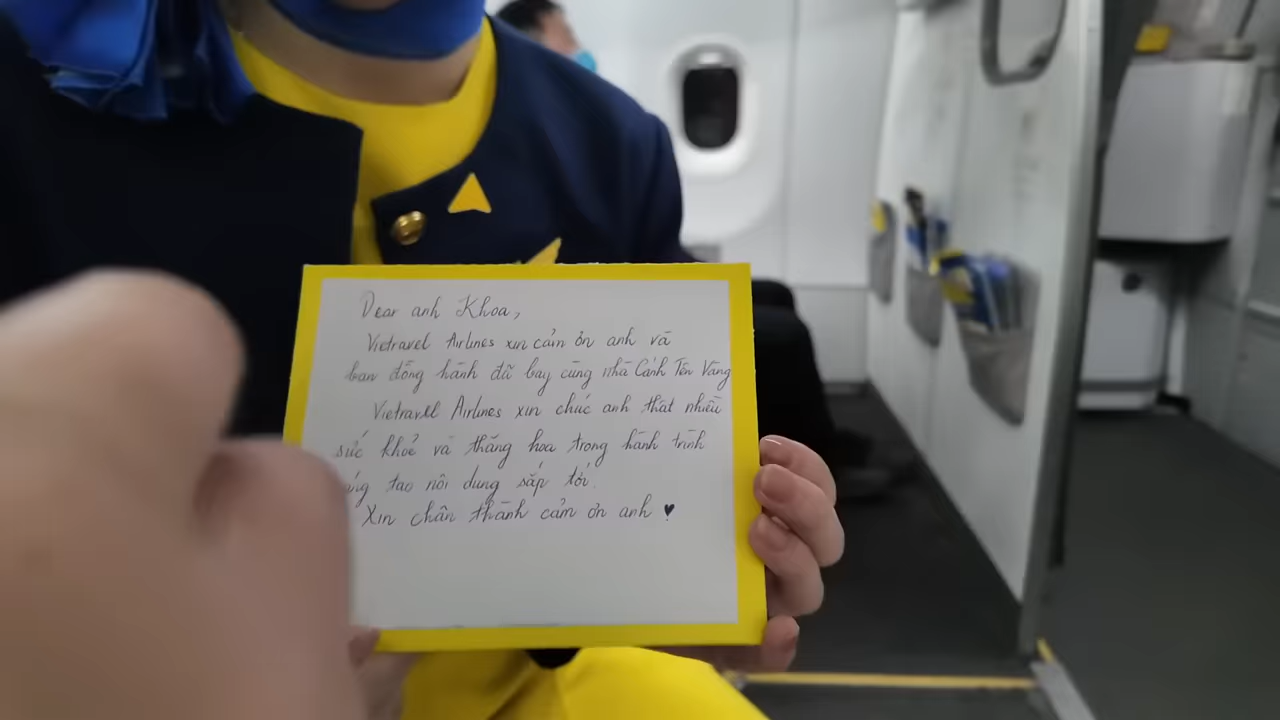 Dear anh Khoa,
Vietravel Airlines xin cảm ơn anh và
bạn đồng hành đã bay cùng nhà Cánh Tên Vàng
Vietravel Airlines xin chúc anh thật nhiều
sức khoẻ và thăng hoa trong hành trình
tạo nội dung sắp tới.
Xin chân thành cảm ơn anh ♥